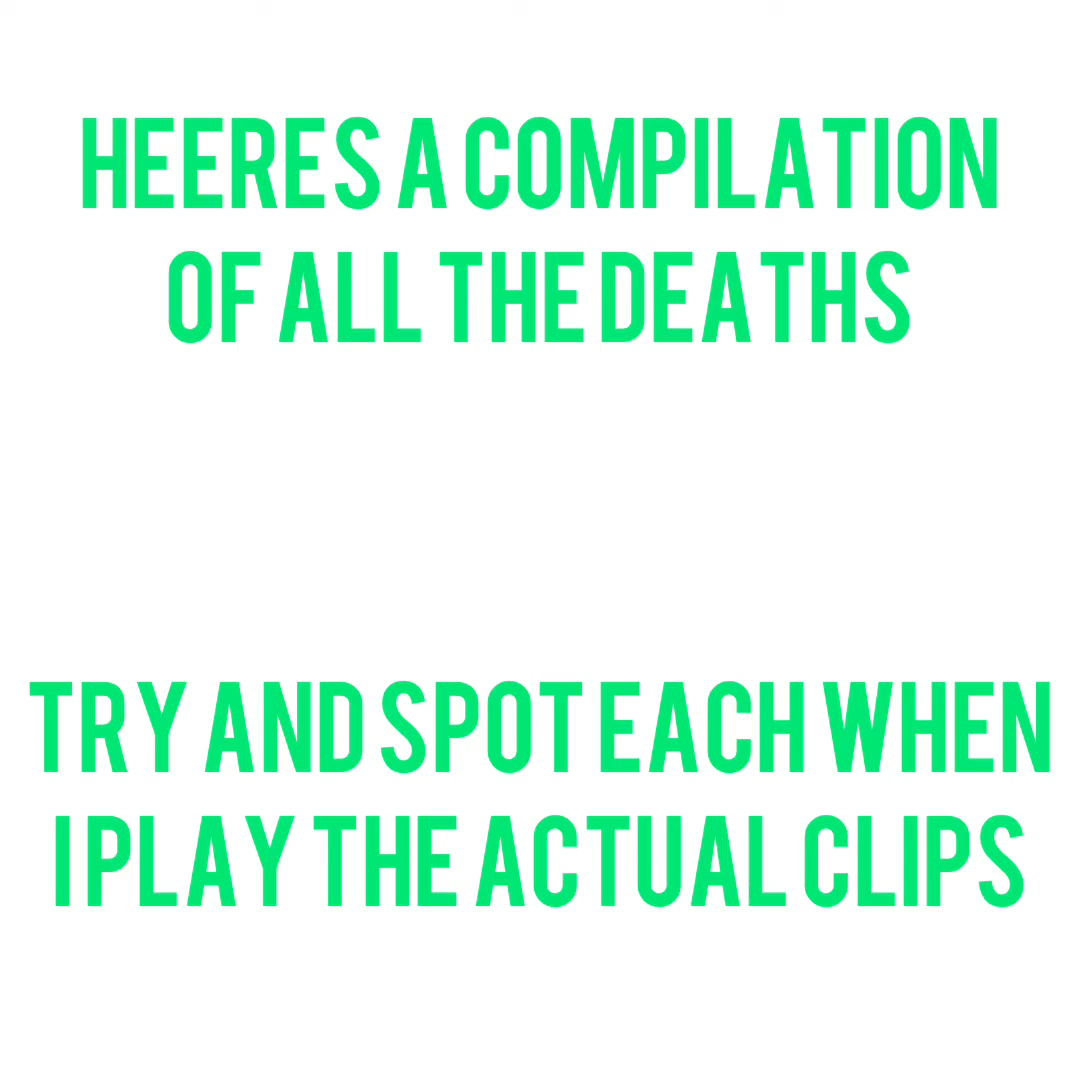 HEERES A COMPILATION
OF ALL THE DEATHS
TRY AND SPOT EACH WHEN
I PLAY THE ACTUAL CLIPS